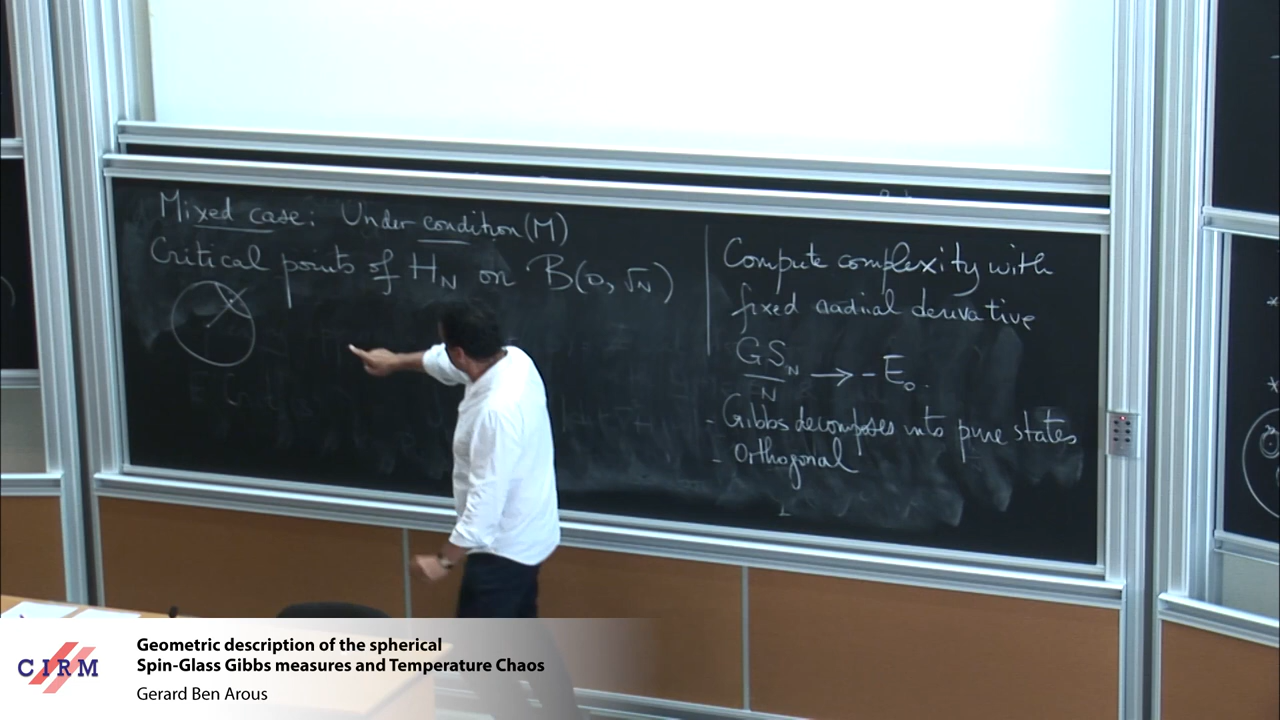 Mixed case: Under condition (M)
Critical points of H_N on B(0, √N)
Compute complexity with
fixed radial derivative
GS_N / N → - E_0.
- Gibbs decomposes into pure states
- Orthogonal
CIRM
Geometric description of the spherical
Spin-Glass Gibbs measures and Temperature Chaos
Gerard Ben Arous